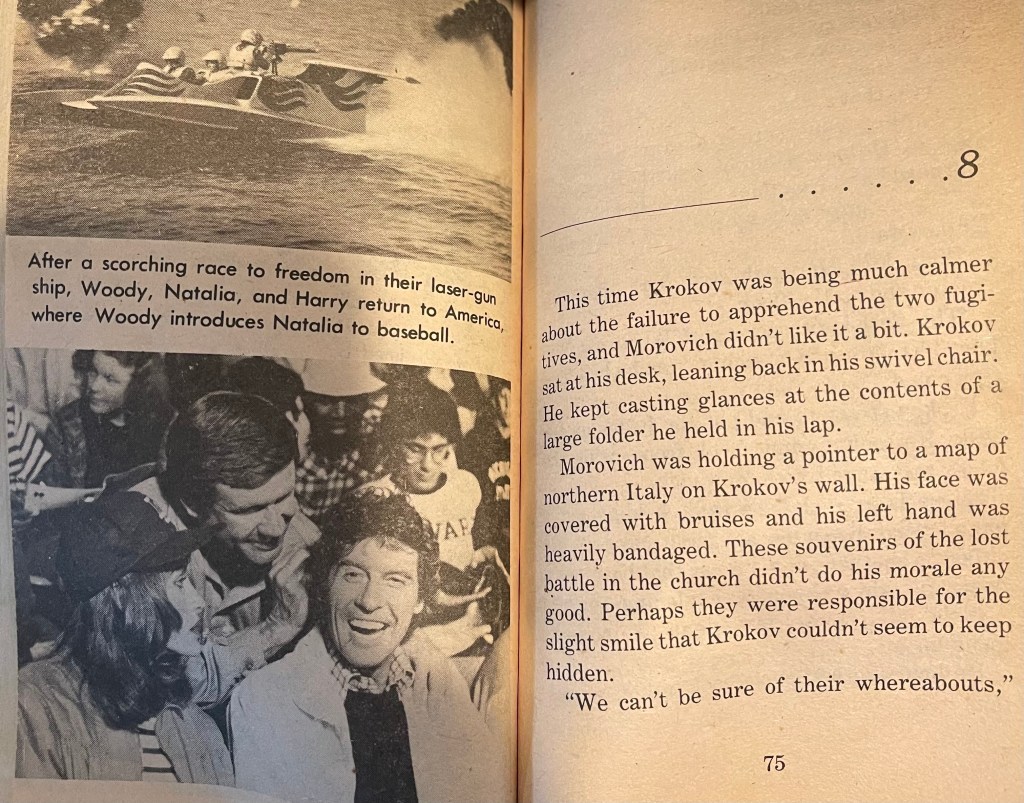 After a scorching race to freedom in their laser-gun
ship, Woody, Natalia, and Harry return to America,
where Woody introduces Natalia to baseball.
8
This time Krokov was being much calmer
about the failure to apprehend the two fugi-
tives, and Morovich didn't like it a bit. Krokov
sat at his desk, leaning back in his swivel chair.
He kept casting glances at the contents of a
large folder he held in his lap.
Morovich was holding a pointer to a map of
northern Italy on Krokov's wall. His face was
covered with bruises and his left hand was
heavily bandaged. These souvenirs of the lost
battle in the church didn't do his morale any
good. Perhaps they were responsible for the
slight smile that Krokov couldn't seem to keep
hidden.
"We can't be sure of their whereabouts,"
75